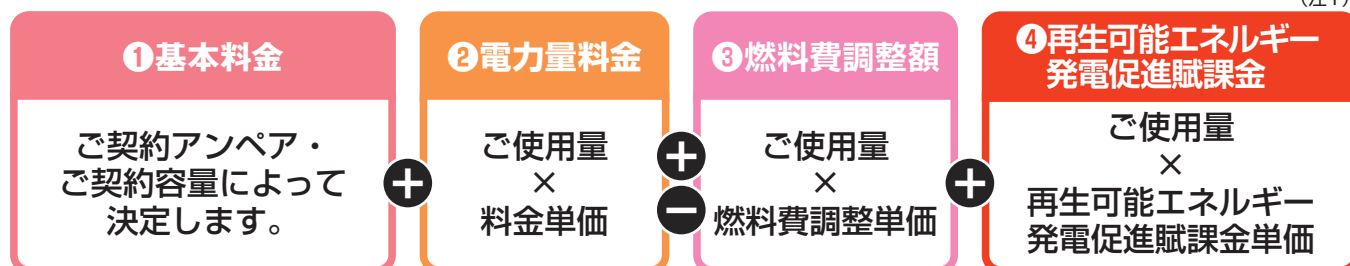 (注1)
❶基本料金
ご契約アンペア・
ご契約容量によって
決定します。
+
❷電力量料金
ご使用量
×
料金単価
+
−
❸燃料費調整額
ご使用量
×
燃料費調整単価
+
❹再生可能エネルギー
発電促進賦課金
ご使用量
×
再生可能エネルギー
発電促進賦課金単価